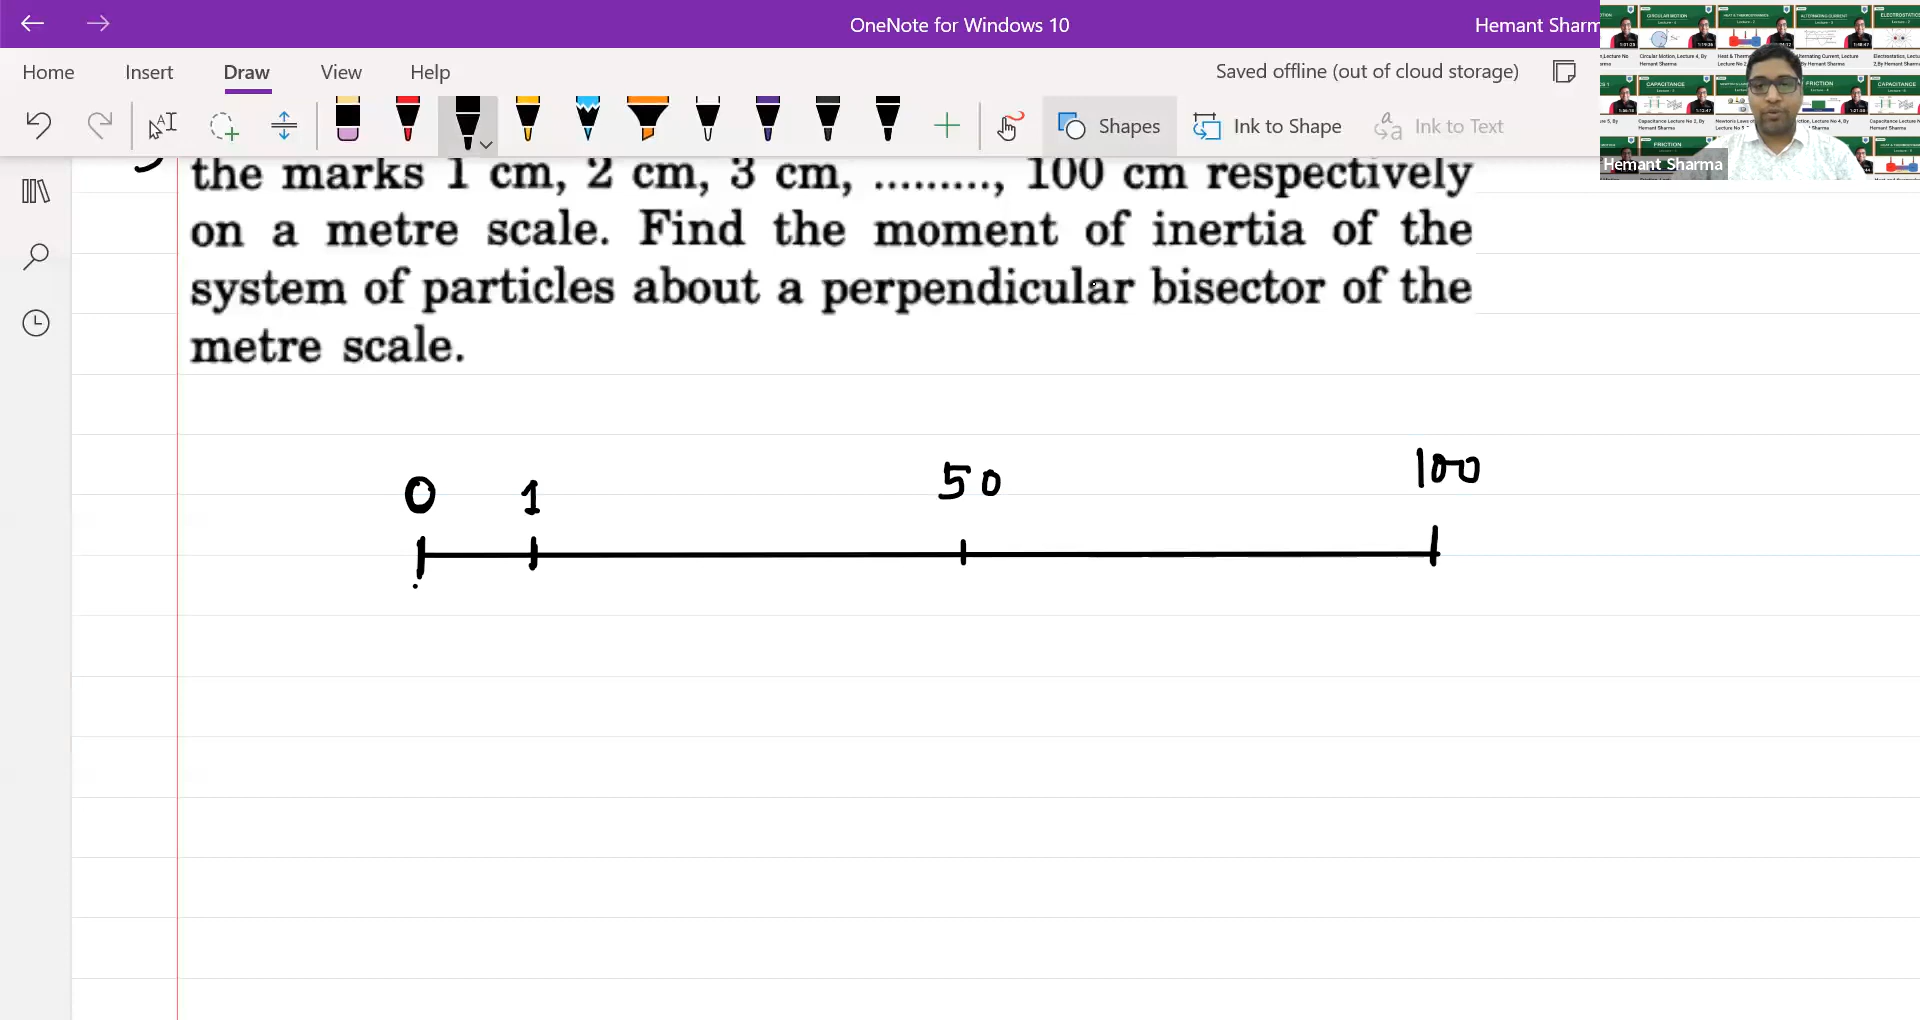 OneNote for Windows 10
Hemant Sharm
Home Insert Draw View Help
Saved offline (out of cloud storage)
Shapes Ink to Shape Ink to Text
Hemant Sharma
the marks 1 cm, 2 cm, 3 cm, ........., 100 cm respectively
on a metre scale. Find the moment of inertia of the
system of particles about a perpendicular bisector of the
metre scale.
0 1 50 100